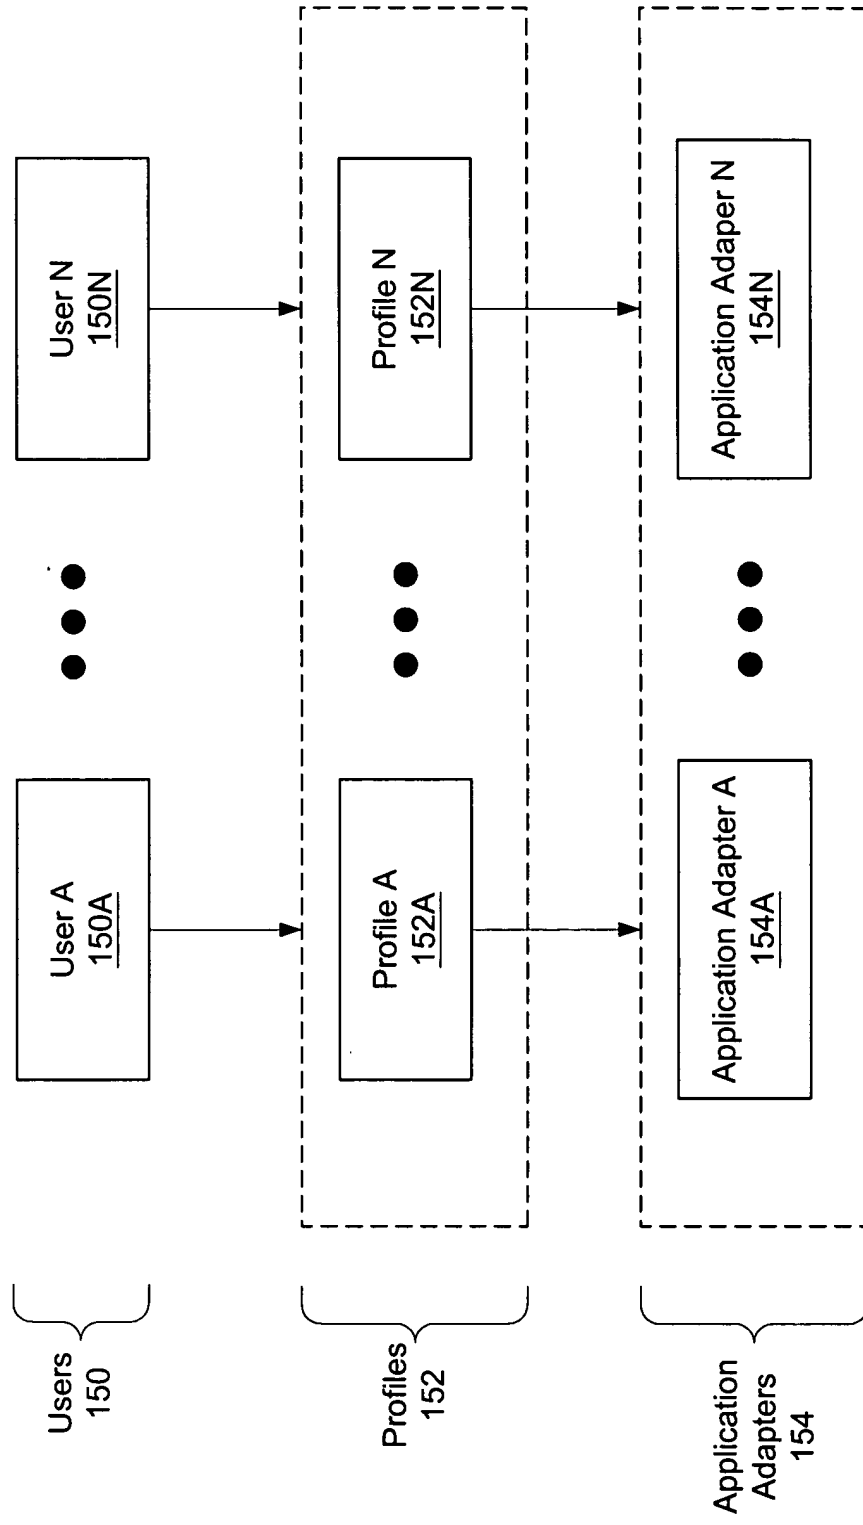 Users
150
User A
150A
User N
150N
Profiles
152
Profile A
152A
Profile N
152N
Application
Adapters
154
Application Adapter A
154A
Application Adaper N
154N